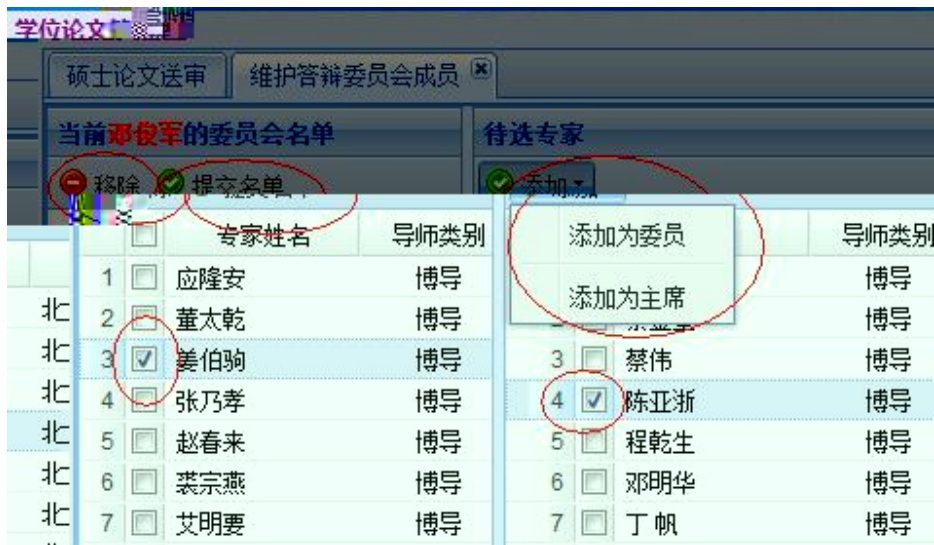 学位论文
硕士论文送审 维护答辩委员会成员
当前邓俊军的委员会名单 待选专家
移除 提交名单 添加
专家姓名 导师类别 添加为委员 导师类别
1 应隆安 博导 博导
北 2 董太乾 博导 添加为主席 博导
北 3 姜伯驹 博导 3 蔡伟 博导
北 4 张乃孝 博导 4 陈亚浙 博导
北 5 赵春来 博导 5 程乾生 博导
北 6 裘宗燕 博导 6 邓明华 博导
北 7 艾明要 博导 7 丁帆 博导